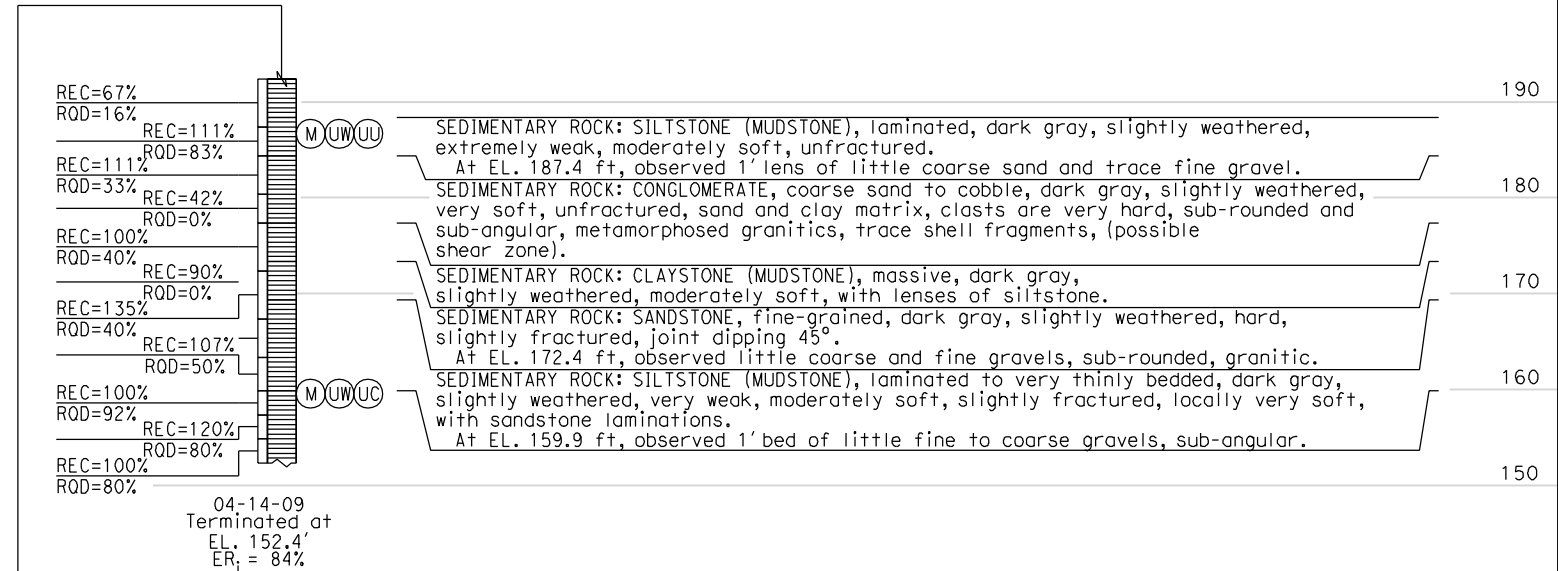 REC=67%
RQD=16%
REC=111%
RQD=83%
REC=111%
RQD=33%
REC=42%
RQD=0%
REC=100%
RQD=40%
REC=90%
RQD=0%
REC=135%
RQD=40%
REC=107%
RQD=50%
REC=100%
RQD=92%
REC=120%
RQD=80%
REC=100%
RQD=80%
M UW UU
M UW UC
SEDIMENTARY ROCK: SILTSTONE (MUDSTONE), laminated, dark gray, slightly weathered,
extremely weak, moderately soft, unfractured.
At EL. 187.4 ft, observed 1' lens of little coarse sand and trace fine gravel.
SEDIMENTARY ROCK: CONGLOMERATE, coarse sand to cobble, dark gray, slightly weathered,
very soft, unfractured, sand and clay matrix, clasts are very hard, sub-rounded and
sub-angular, metamorphosed granitics, trace shell fragments, (possible
shear zone).
SEDIMENTARY ROCK: CLAYSTONE (MUDSTONE), massive, dark gray,
slightly weathered, moderately soft, with lenses of siltstone.
SEDIMENTARY ROCK: SANDSTONE, fine-grained, dark gray, slightly weathered, hard,
slightly fractured, joint dipping 45°.
At EL. 172.4 ft, observed little coarse and fine gravels, sub-rounded, granitic.
SEDIMENTARY ROCK: SILTSTONE (MUDSTONE), laminated to very thinly bedded, dark gray,
slightly weathered, very weak, moderately soft, slightly fractured, locally very soft,
with sandstone laminations.
At EL. 159.9 ft, observed 1' bed of little fine to coarse gravels, sub-angular.
190
180
170
160
150
04-14-09
Terminated at
EL. 152.4'
ERi = 84%